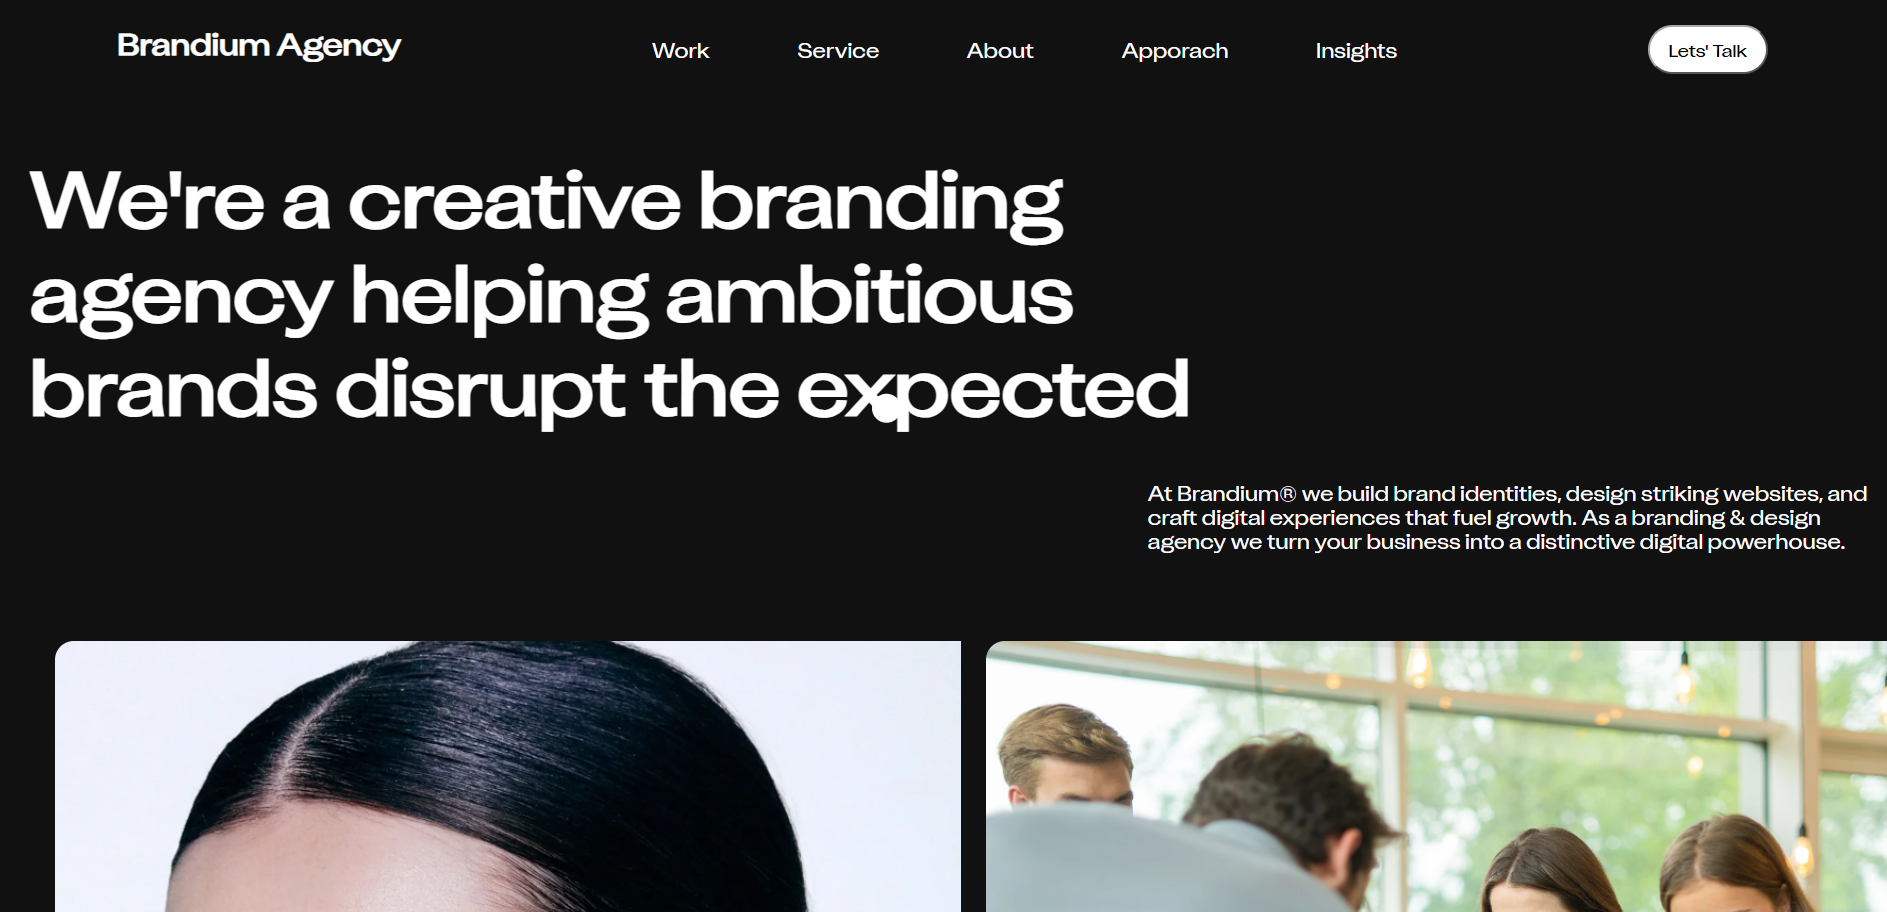 Brandium Agency
Work
Service
About
Apporach
Insights
Lets' Talk
We're a creative branding
agency helping ambitious
brands disrupt the expected
At Brandium® we build brand identities, design striking websites, and
craft digital experiences that fuel growth. As a branding & design
agency we turn your business into a distinctive digital powerhouse.